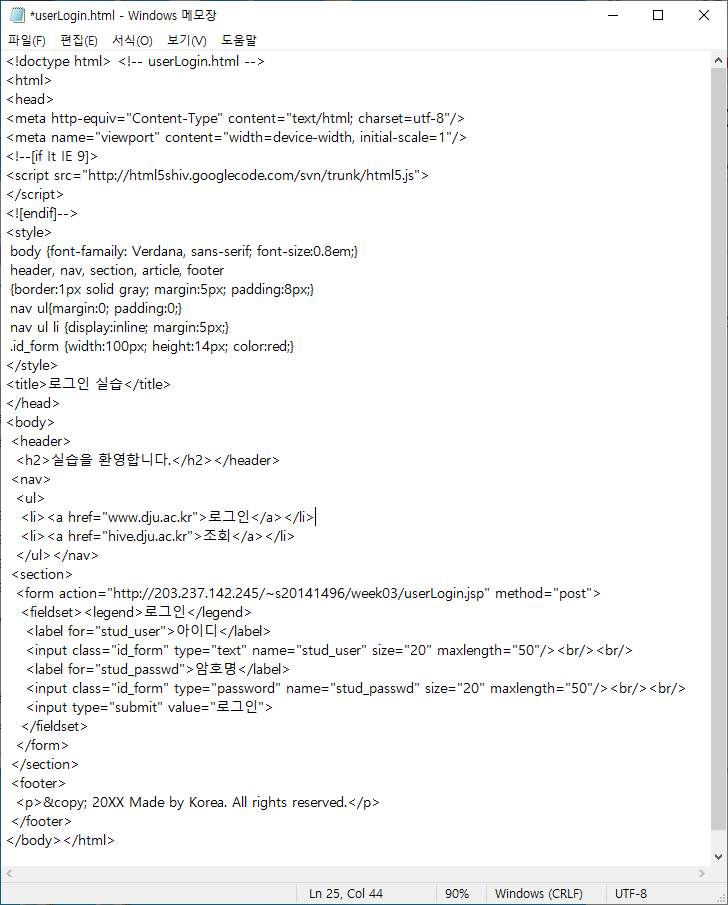 *userLogin.html - Windows 메모장
파일(F) 편집(E) 서식(O) 보기(V) 도움말
<!doctype html> <!-- userLogin.html -->
<html>
<head>
<meta http-equiv="Content-Type" content="text/html; charset=utf-8"/>
<meta name="viewport" content="width=device-width, initial-scale=1"/>
<!--[if lt IE 9]>
<script src="http://html5shiv.googlecode.com/svn/trunk/html5.js">
</script>
<![endif]-->
<style>
 body {font-famaily: Verdana, sans-serif; font-size:0.8em;}
 header, nav, section, article, footer
 {border:1px solid gray; margin:5px; padding:8px;}
 nav ul{margin:0; padding:0;}
 nav ul li {display:inline; margin:5px;}
 .id_form {width:100px; height:14px; color:red;}
</style>
<title>로그인 실습</title>
</head>
<body>
 <header>
  <h2>실습을 환영합니다.</h2></header>
 <nav>
  <ul>
   <li><a href="www.dju.ac.kr">로그인</a></li>
   <li><a href="hive.dju.ac.kr">조회</a></li>
  </ul></nav>
 <section>
  <form action="http://203.237.142.245/~s20141496/week03/userLogin.jsp" method="post">
   <fieldset><legend>로그인</legend>
    <label for="stud_user">아이디</label>
    <input class="id_form" type="text" name="stud_user" size="20" maxlength="50"/><br/><br/>
    <label for="stud_passwd">암호명</label>
    <input class="id_form" type="password" name="stud_passwd" size="20" maxlength="50"/><br/><br/>
    <input type="submit" value="로그인">
   </fieldset>
  </form>
 </section>
 <footer>
  <p>&copy; 20XX Made by Korea. All rights reserved.</p>
 </footer>
</body></html>
Ln 25, Col 44 90% Windows (CRLF) UTF-8